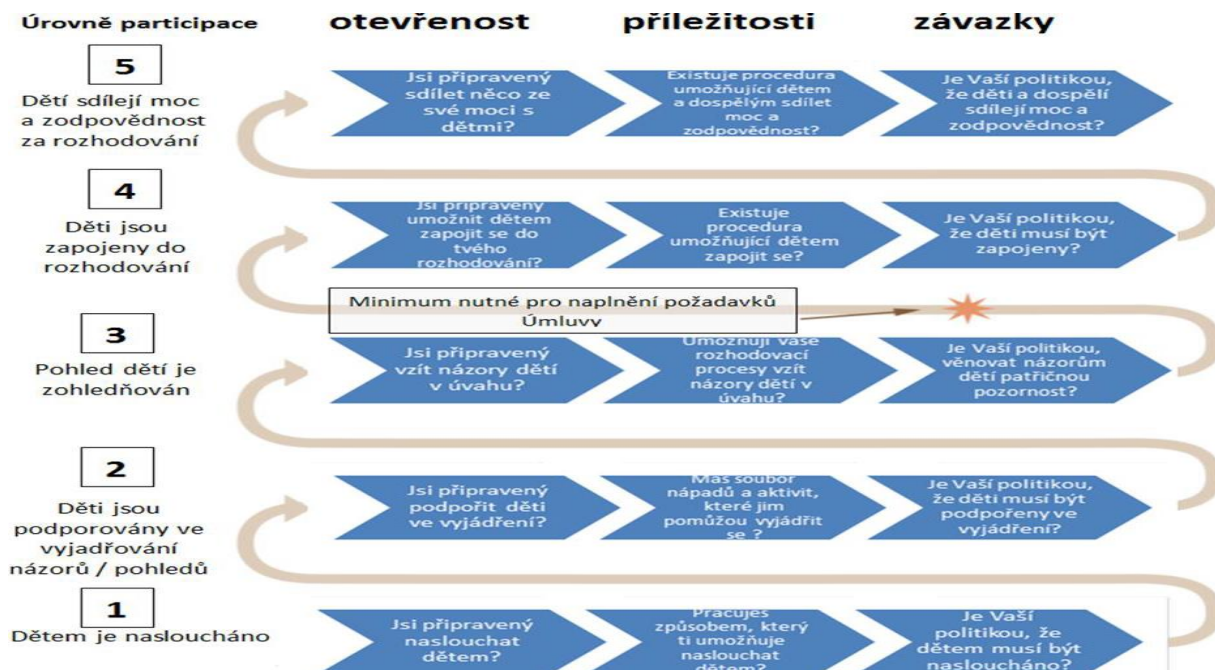 Úrovně participace
otevřenost
příležitosti
závazky
5
Dětí sdílejí moc
a zodpovědnost
za rozhodování
Jsi připravený
sdílet něco ze
své moci s
dětmi?
Existuje procedura
umožňující dětem
a dospělým sdílet
moc a
zodpovědnost?
Je Vaší politikou,
že děti a dospělí
sdílejí moc a
zodpovědnost?
4
Děti jsou
zapojeny do
rozhodování
Jsi připravený
umožnit dětem
zapojit se do
tvého
rozhodování?
Existuje
procedura
umožňující dětem
zapojit se?
Je Vaší politikou,
že děti musí být
zapojeny?
Minimum nutné pro naplnění požadavků
Úmluvy
3
Pohled dětí je
zohledňován
Jsi připravený
vzít názory dětí
v úvahu?
Umožňují vaše
rozhodovací
procesy vzít
názory dětí v
úvahu?
Je Vaší politikou,
věnovat názorům
dětí patřičnou
pozornost?
2
Děti jsou
podporovány ve
vyjadřování
názorů / pohledů
Jsi připravený
podpořit děti
ve vyjádření?
Máš soubor
nápadů a aktivit,
které jim
pomůžou vyjádřit
se ?
Je Vaší politikou,
že děti musí být
podpořeny ve
vyjádření?
1
Dětem je nasloucháno
Jsi připravený
naslouchat
dětem?
Pracuješ
způsobem, který
ti umožňuje
naslouchat
dětem?
Je Vaší
politikou, že
dětem musí být
nasloucháno?